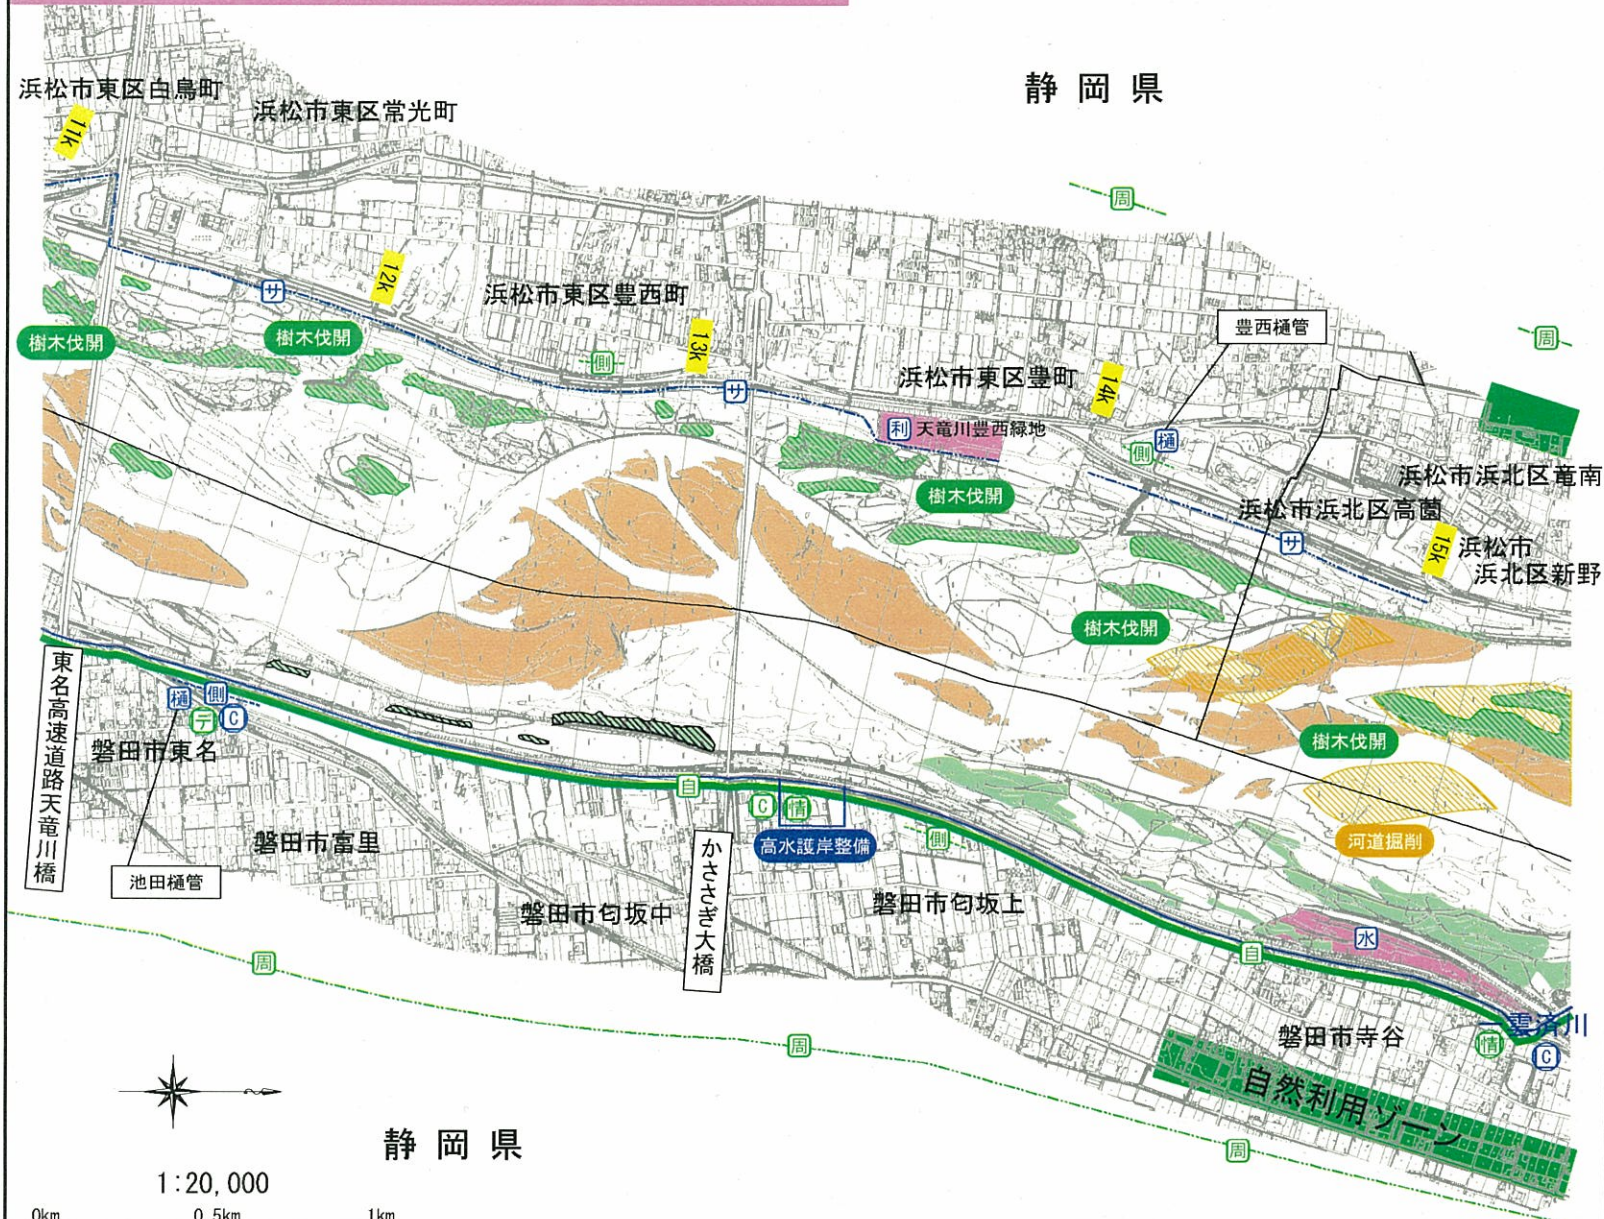 静岡県
浜松市東区白鳥町
浜松市東区常光町
11k
周
12k
サ
浜松市東区豊西町
側
13k
豊西樋管
周
樹木伐開
樹木伐開
サ
浜松市東区豊町
14k
利
天竜川豊西緑地
樋
側
樹木伐開
浜松市浜北区竜南
浜松市浜北区高薗
サ
15k
浜松市
浜北区新野
樹木伐開
東名高速道路天竜川橋
樋
側
デ
C
磐田市東名
樹木伐開
自
C
情
高水護岸整備
側
河道掘削
磐田市富里
池田樋管
かささぎ大橋
磐田市匂坂中
磐田市匂坂上
水
自
周
一雲済川
情
C
磐田市寺谷
周
自然利用ゾーン
周
静岡県
1:20,000
0km
0.5km
1km